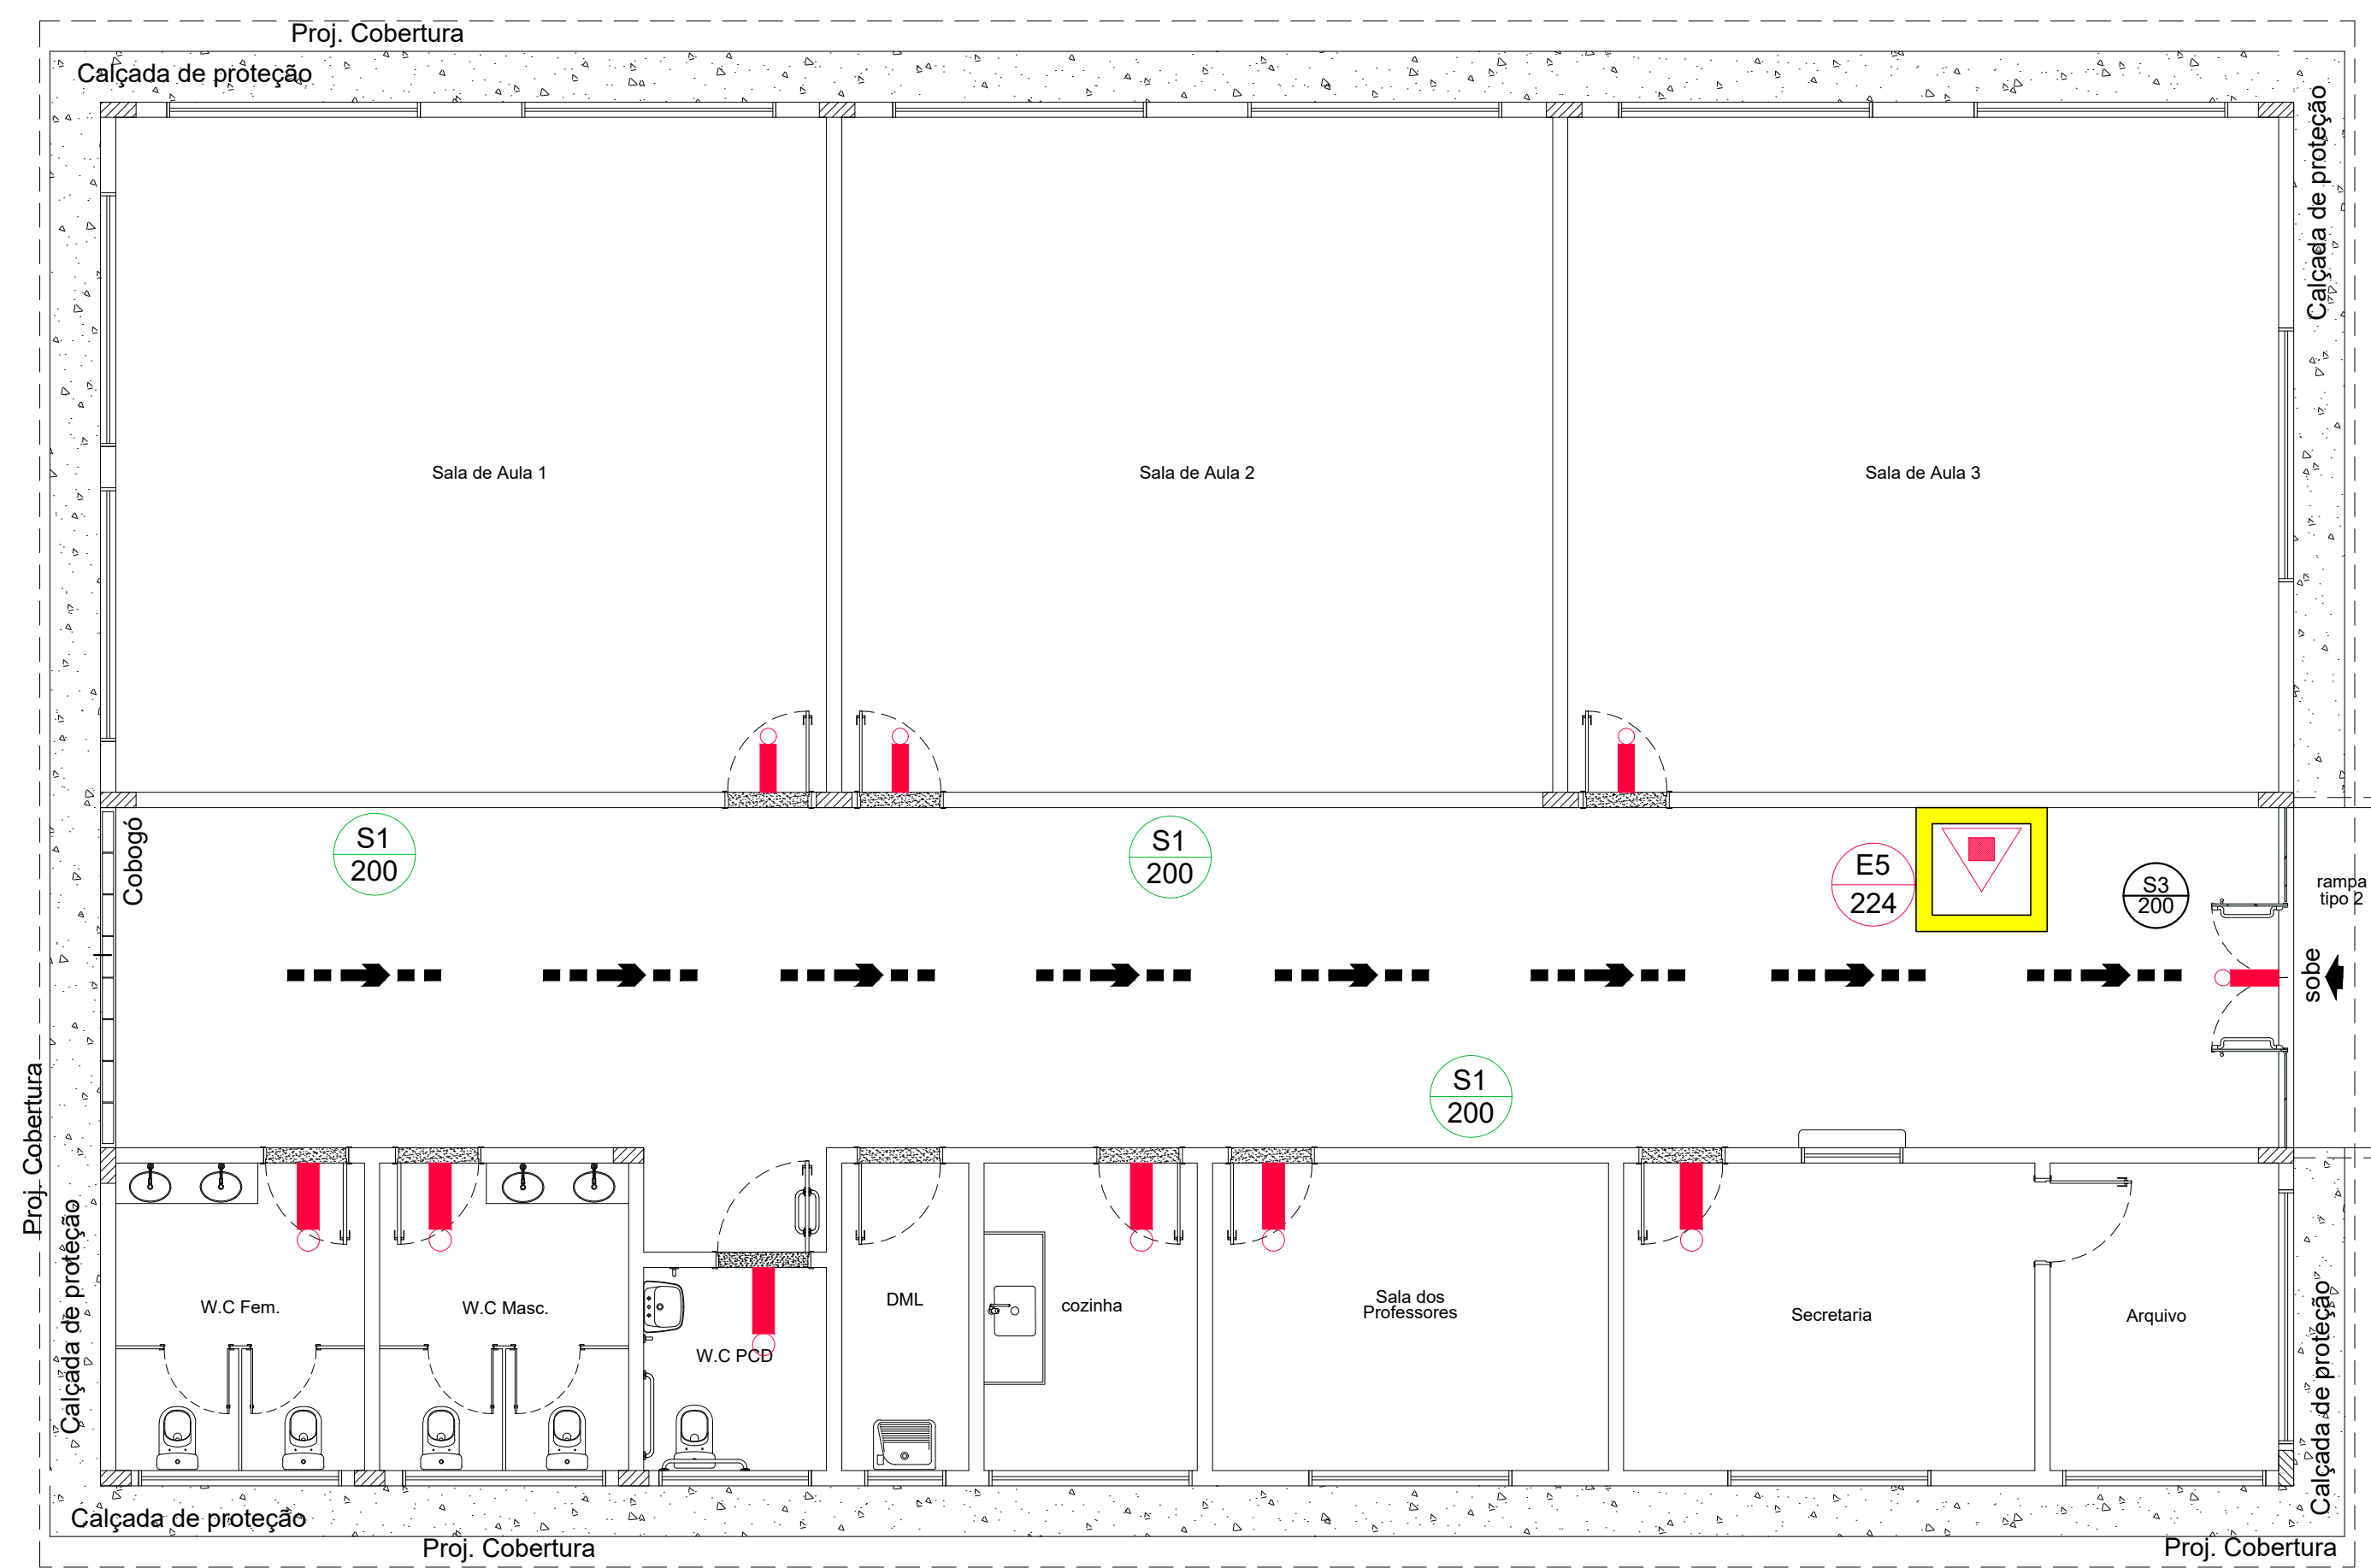 Proj. Cobertura
Calçada de proteção
Calçada de proteção
Sala de Aula 1
Sala de Aula 2
Sala de Aula 3
Cobogó
S1
200
S1
200
E5
224
S3
200
rampa
tipo 2
sobe
S1
200
Proj. Cobertura
Calçada de proteção
W.C Fem.
W.C Masc.
W.C PCD
DML
cozinha
Sala dos
Professores
Secretaria
Arquivo
Calçada de proteção
Calçada de proteção
Proj. Cobertura
Proj. Cobertura